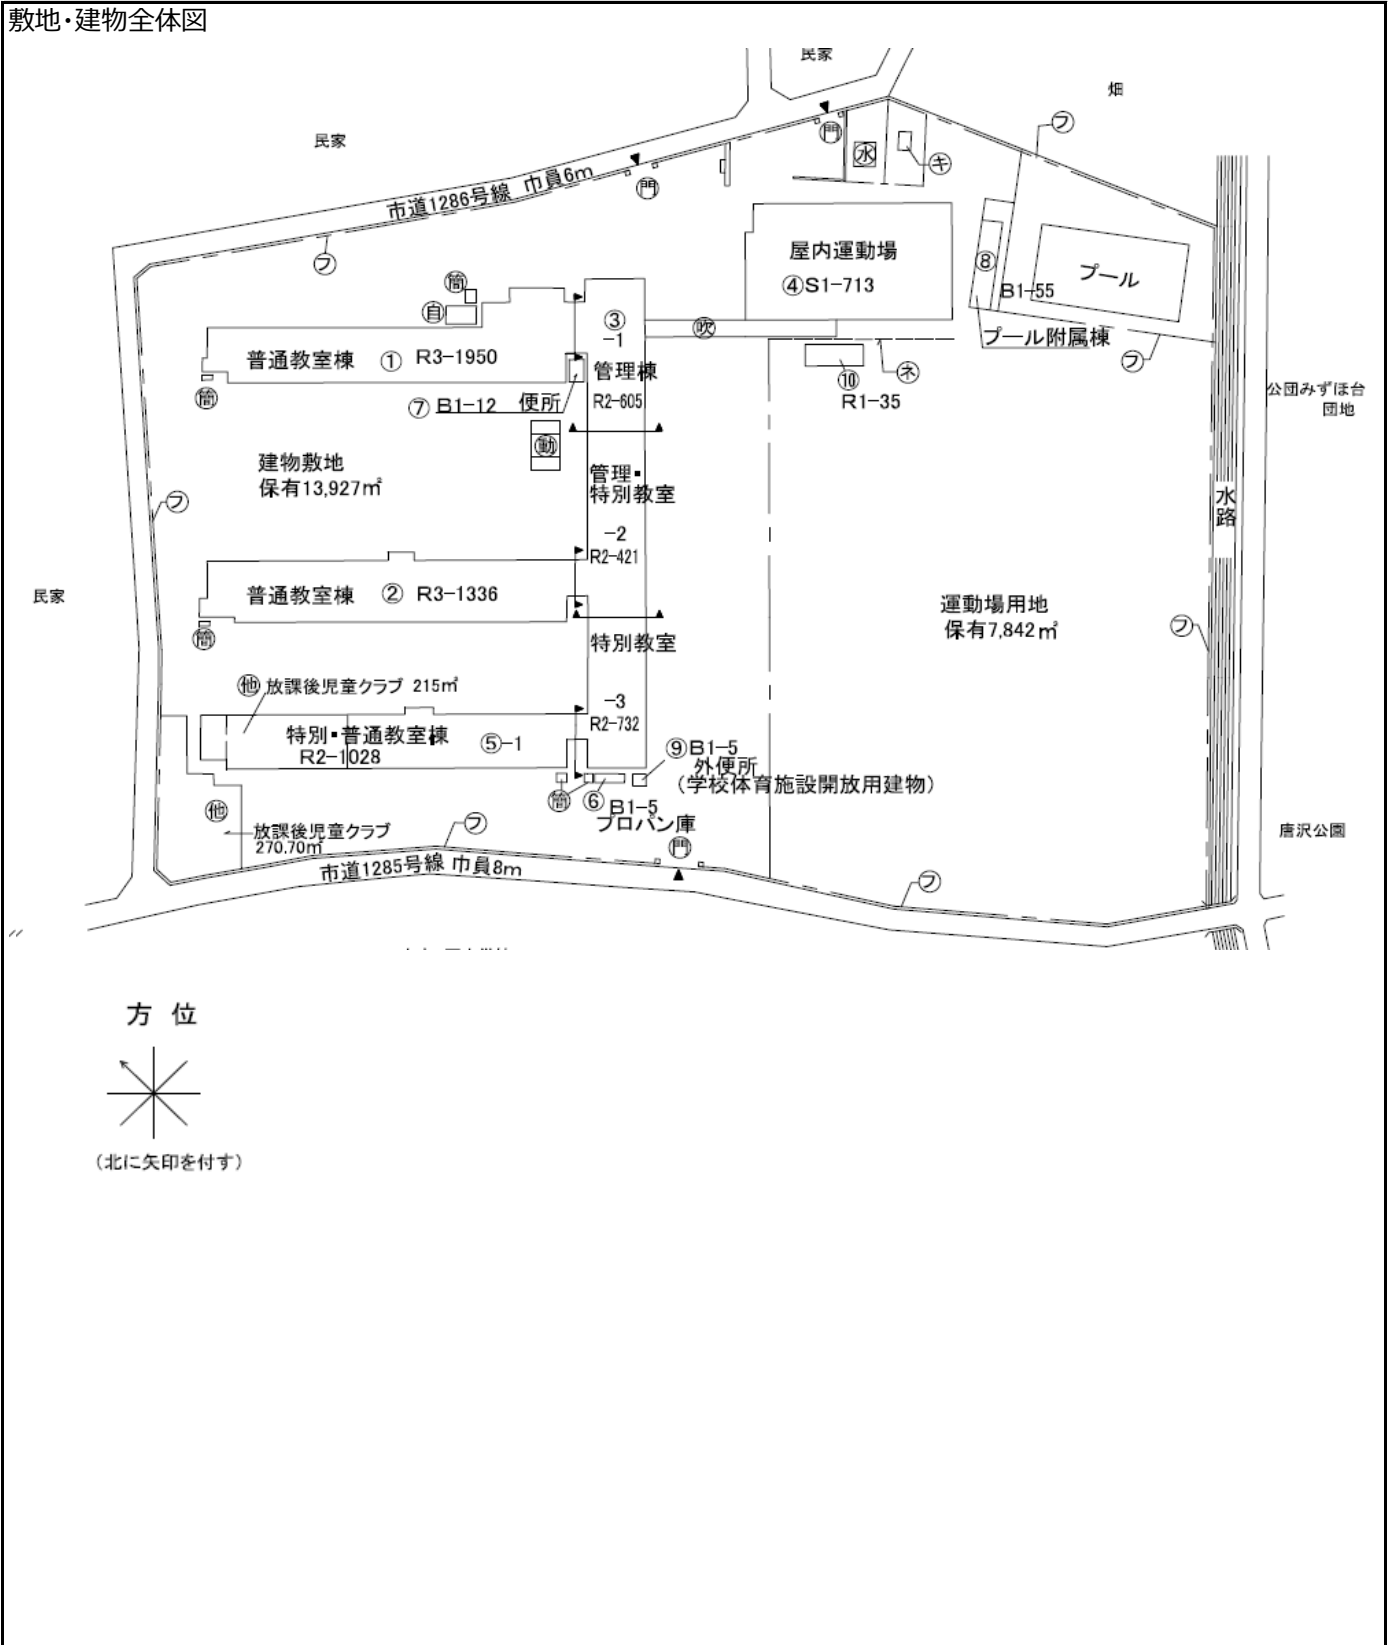 敷地・建物全体図
民家
畑
民家
フ
門
水
キ
門
市道1286号線 巾員6m
フ
屋内運動場
④S1-713
⑧
B1-55
プール
プール附属棟
フ
簡
自
③
-1
吹
普通教室棟 ① R3-1950
管理棟
R2-605
ネ
⑩
R1-35
簡
⑦ B1-12 便所
公団みずほ台
団地
動
建物敷地
保有13,927㎡
管理・
特別教室
フ
水路
-2
R2-421
民家
普通教室棟 ② R3-1336
運動場用地
保有7,842㎡
フ
簡
特別教室
他 放課後児童クラブ 215㎡
-3
R2-732
特別・普通教室棟 ⑤-1
R2-1028
⑨B1-5
外便所
(学校体育施設開放用建物)
簡
⑥ B1-5
プロパン庫
他
放課後児童クラブ
270.70㎡
フ
門
唐沢公園
市道1285号線 巾員8m
フ
方 位
(北に矢印を付す)